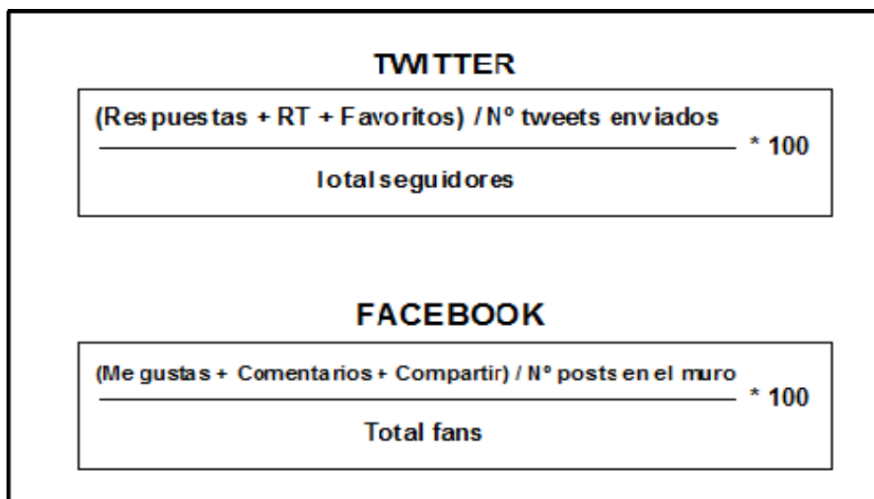 TWITTER
(Respuestas + RT + Favoritos) / Nº tweets enviados
* 100
Total seguidores
FACEBOOK
(Me gustas + Comentarios + Compartir) / Nº posts en el muro
* 100
Total fans